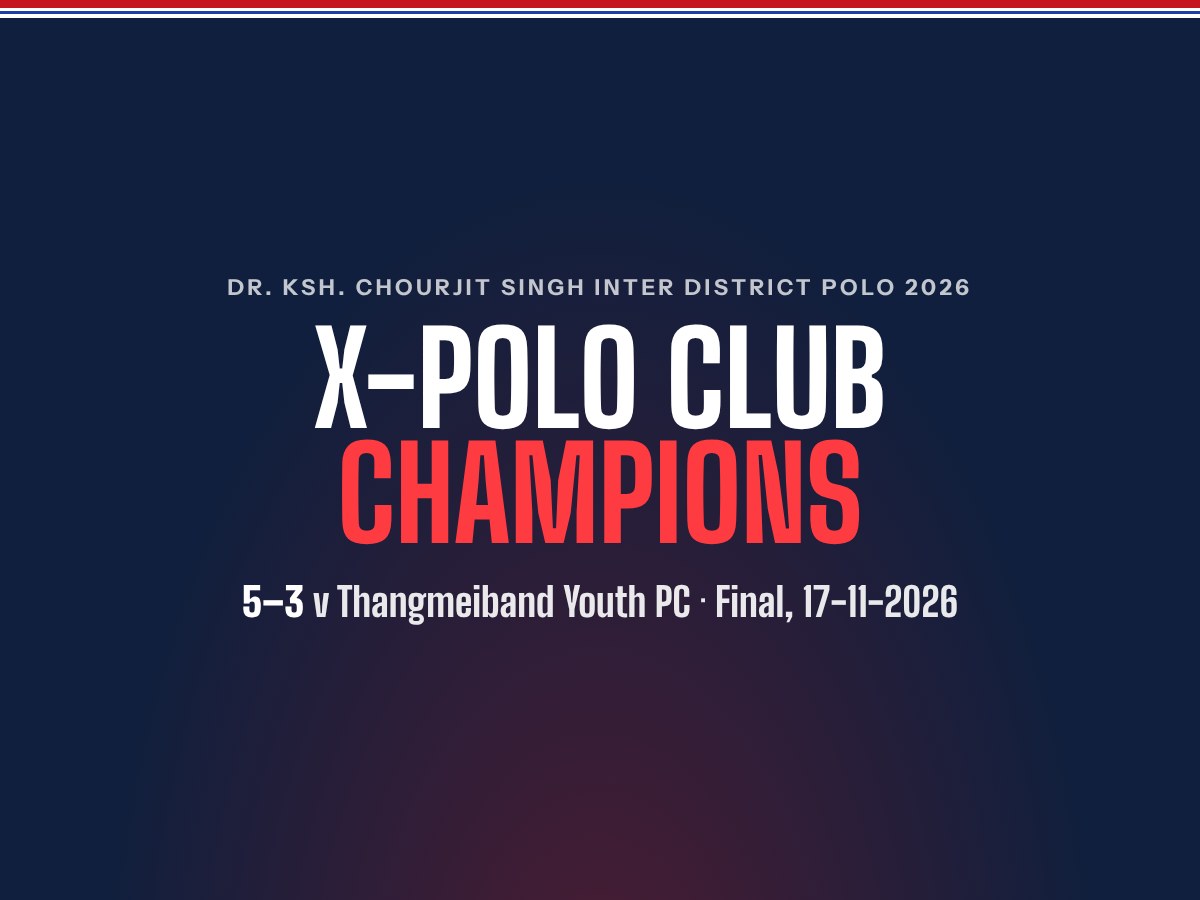 DR. KSH. CHOURJIT SINGH INTER DISTRICT POLO 2026
X–POLO CLUB
CHAMPIONS
5–3 v Thangmeiband Youth PC · Final, 17-11-2026